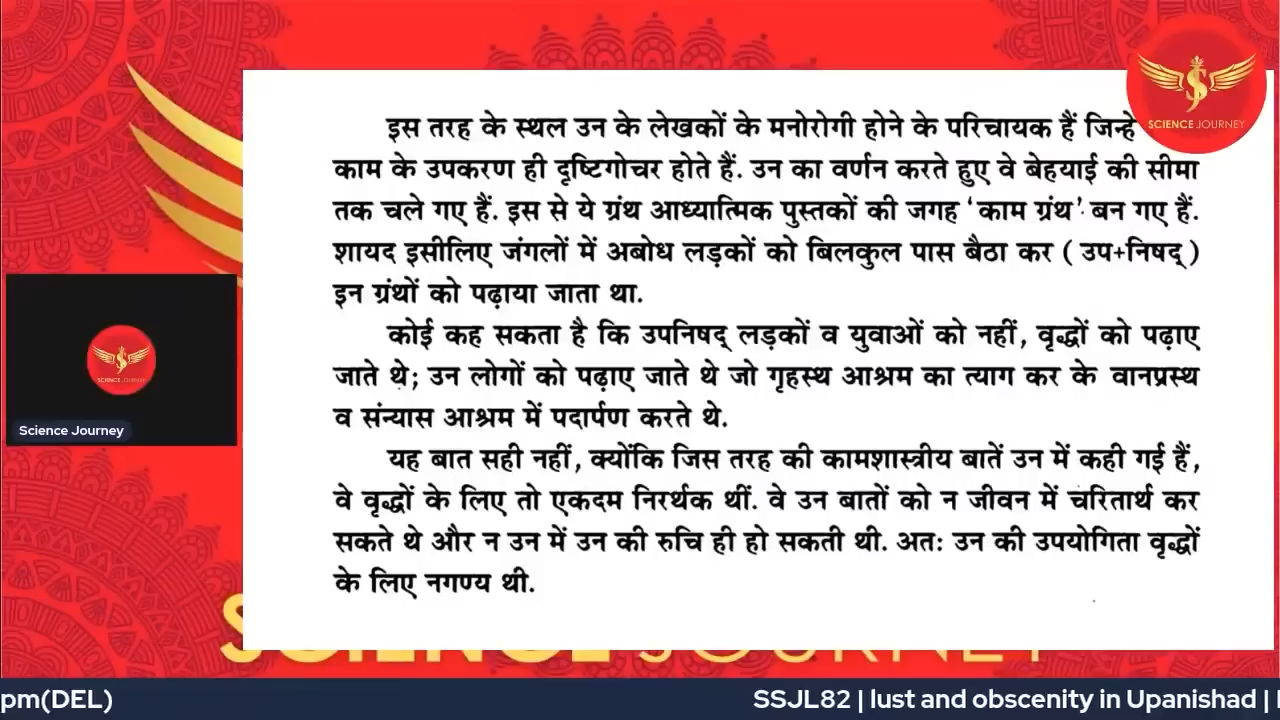 इस तरह के स्थल उन के लेखकों के मनोरोगी होने के परिचायक हैं जिन्हे
काम के उपकरण ही दृष्टिगोचर होते हैं. उन का वर्णन करते हुए वे बेहयाई की सीमा
तक चले गए हैं. इस से ये ग्रंथ आध्यात्मिक पुस्तकों की जगह 'काम ग्रंथ' बन गए हैं.
शायद इसीलिए जंगलों में अबोध लड़कों को बिलकुल पास बैठा कर ( उप+निषद् )
इन ग्रंथों को पढ़ाया जाता था.
कोई कह सकता है कि उपनिषद् लड़कों व युवाओं को नहीं, वृद्धों को पढ़ाए
जाते थे; उन लोगों को पढ़ाए जाते थे जो गृहस्थ आश्रम का त्याग कर के वानप्रस्थ
व संन्यास आश्रम में पदार्पण करते थे.
यह बात सही नहीं, क्योंकि जिस तरह की कामशास्त्रीय बातें उन में कही गई हैं,
वे वृद्धों के लिए तो एकदम निरर्थक थीं. वे उन बातों को न जीवन में चरितार्थ कर
सकते थे और न उन में उन की रुचि ही हो सकती थी. अतः उन की उपयोगिता वृद्धों
के लिए नगण्य थी.
SCIENCE JOURNEY
SCIENCE JOURNEY
Science Journey
SCIENCE JOURNEY
pm(DEL)
SSJL82 | lust and obscenity in Upanishad |